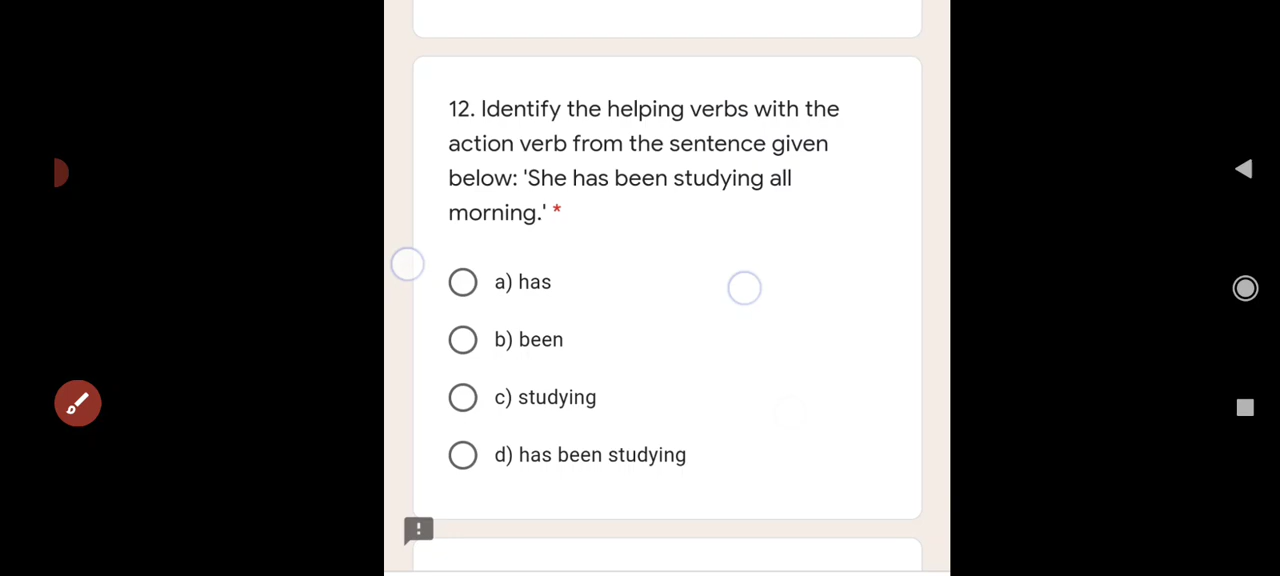 12. Identify the helping verbs with the
action verb from the sentence given
below: 'She has been studying all
morning.' *
a) has
b) been
c) studying
d) has been studying